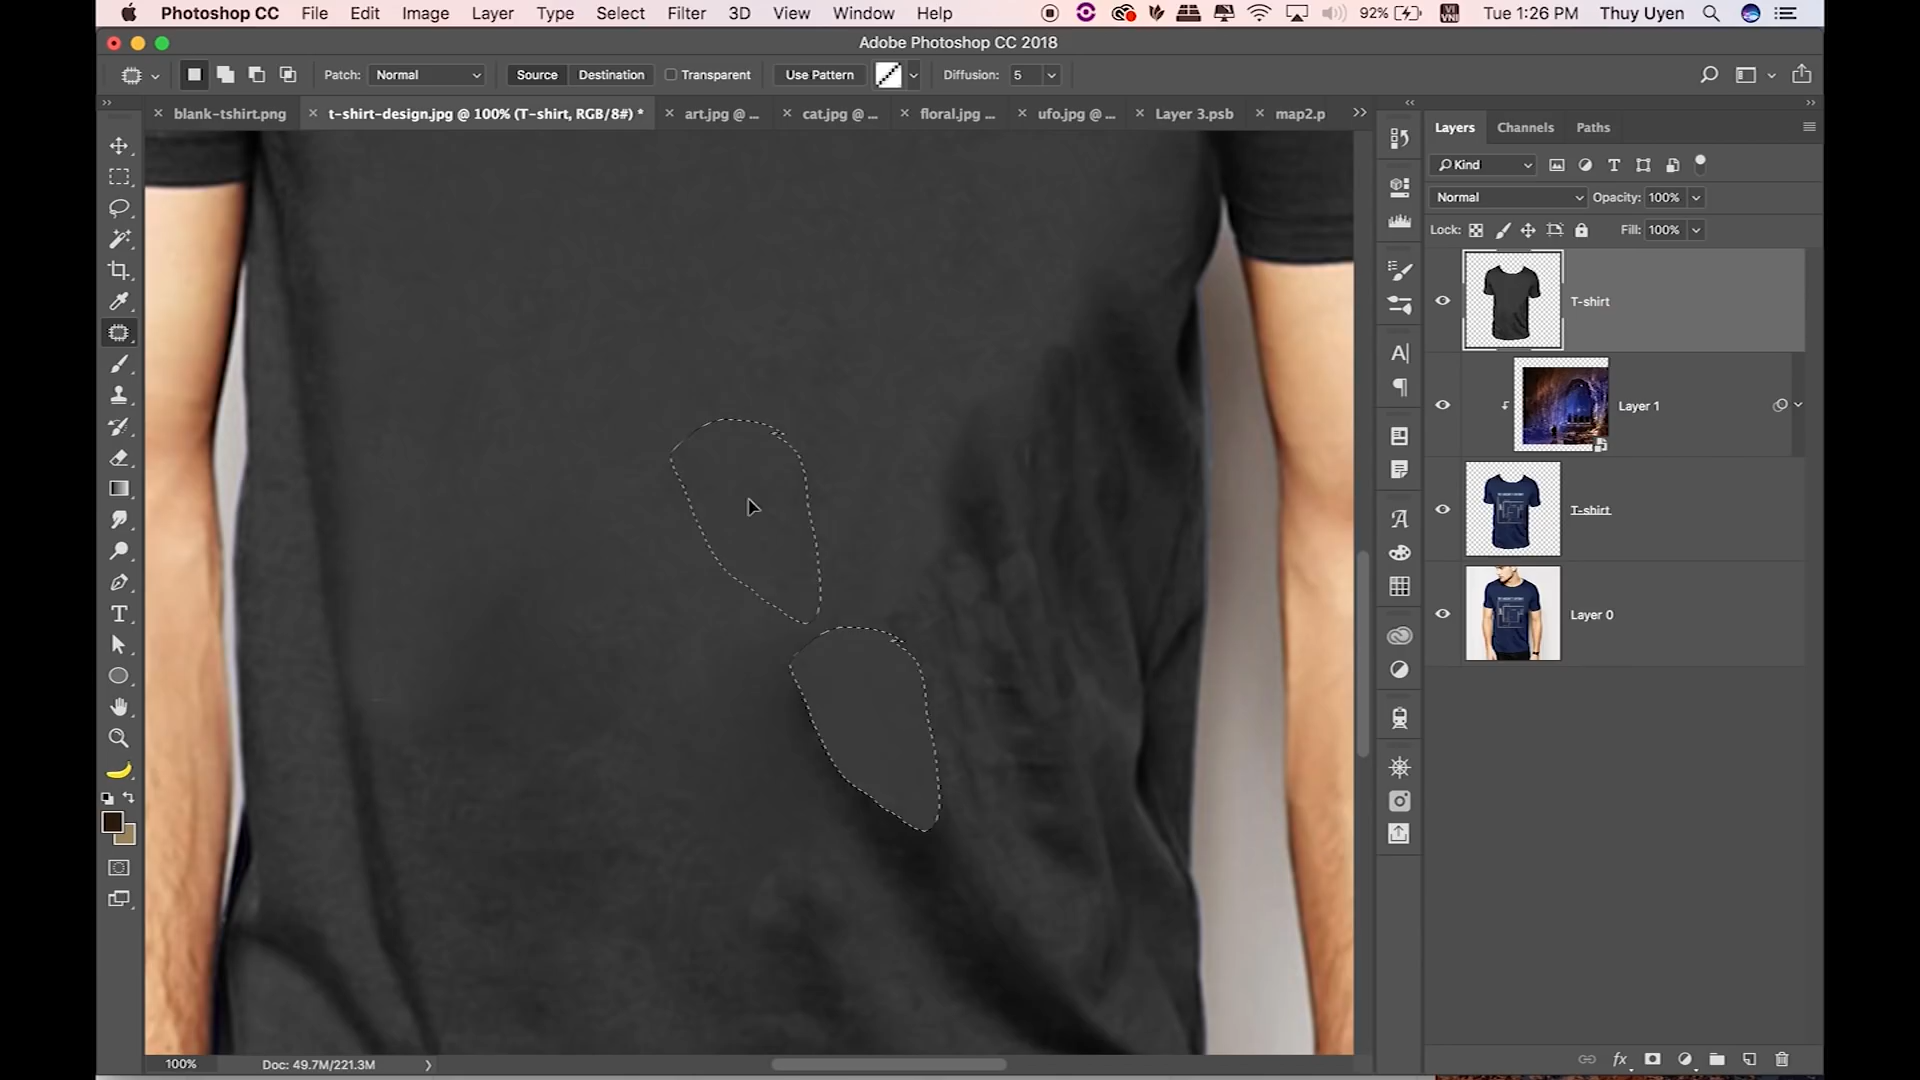 Photoshop CC File Edit Image Layer Type Select Filter 3D View Window Help 92% VI VNI Tue 1:26 PM Thuy Uyen
Adobe Photoshop CC 2018
Patch: Normal Source Destination Transparent Use Pattern Diffusion: 5
blank-tshirt.png t-shirt-design.jpg @ 100% (T-shirt, RGB/8#) * art.jpg @ ... cat.jpg @ ... floral.jpg ... ufo.jpg @ ... Layer 3.psb map2.p
Layers Channels Paths
Kind
Normal Opacity: 100%
Lock: Fill: 100%
T-shirt
Layer 1
T-shirt
Layer 0
100% Doc: 49.7M/221.3M